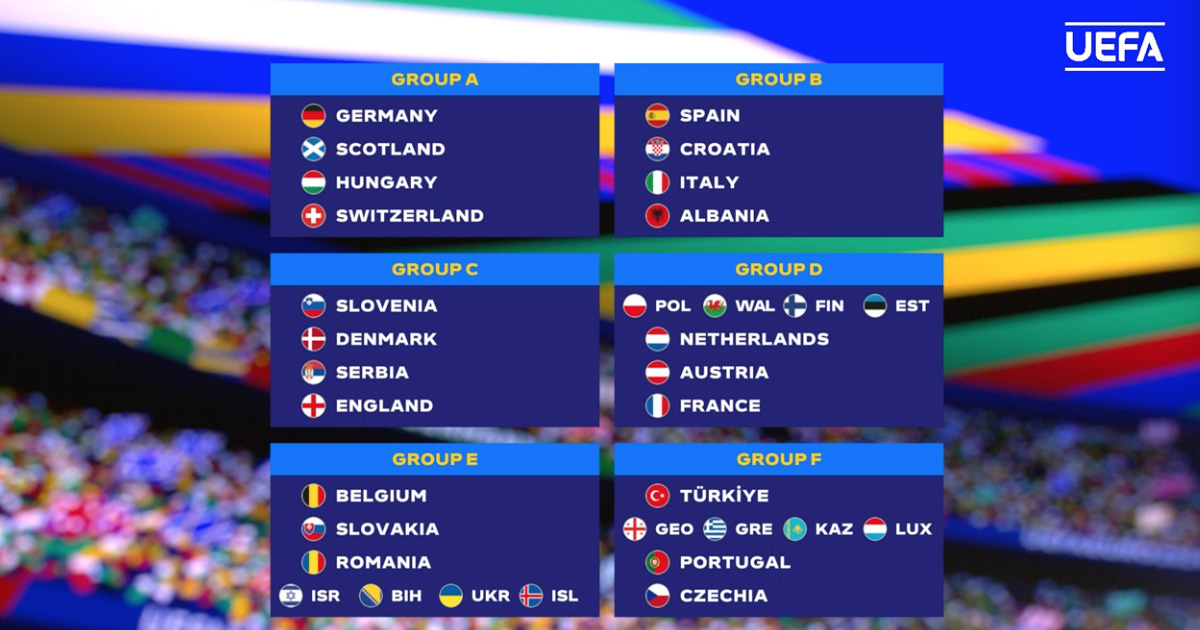 UEFA
GROUP A
GERMANY
SCOTLAND
HUNGARY
SWITZERLAND
GROUP B
SPAIN
CROATIA
ITALY
ALBANIA
GROUP C
SLOVENIA
DENMARK
SERBIA
ENGLAND
GROUP D
POL WAL FIN EST
NETHERLANDS
AUSTRIA
FRANCE
GROUP E
BELGIUM
SLOVAKIA
ROMANIA
ISR BIH UKR ISL
GROUP F
TÜRKİYE
GEO GRE KAZ LUX
PORTUGAL
CZECHIA